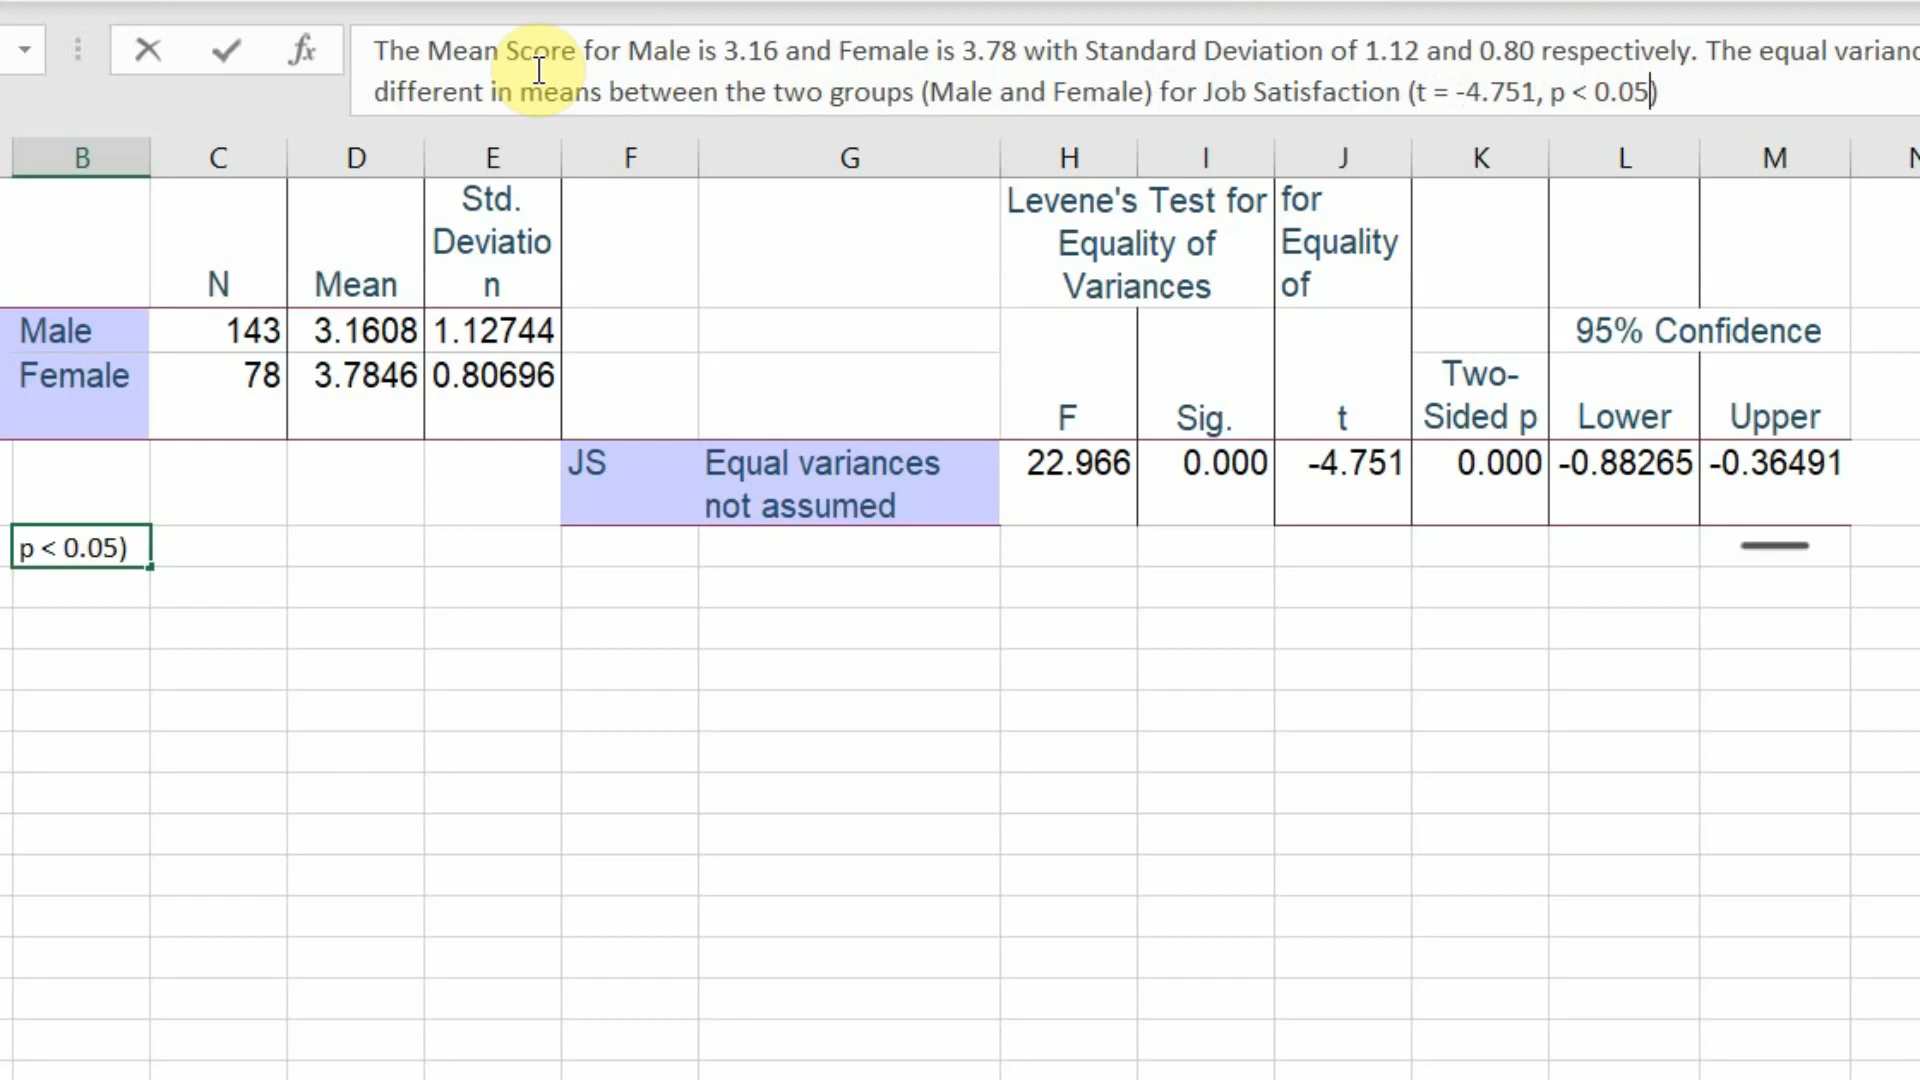 fx
The Mean Score for Male is 3.16 and Female is 3.78 with Standard Deviation of 1.12 and 0.80 respectively. The equal varianc
different in means between the two groups (Male and Female) for Job Satisfaction (t = -4.751, p < 0.05)
B C D E F G H I J K L M
Std.
Deviatio
n
N Mean
Levene's Test for
Equality of
Variances
for
Equality
of
Male 143 3.1608 1.12744
95% Confidence
Female 78 3.7846 0.80696
F Sig. t
Two-
Sided p
Lower Upper
JS Equal variances
not assumed
22.966 0.000 -4.751 0.000 -0.88265 -0.36491
p < 0.05)